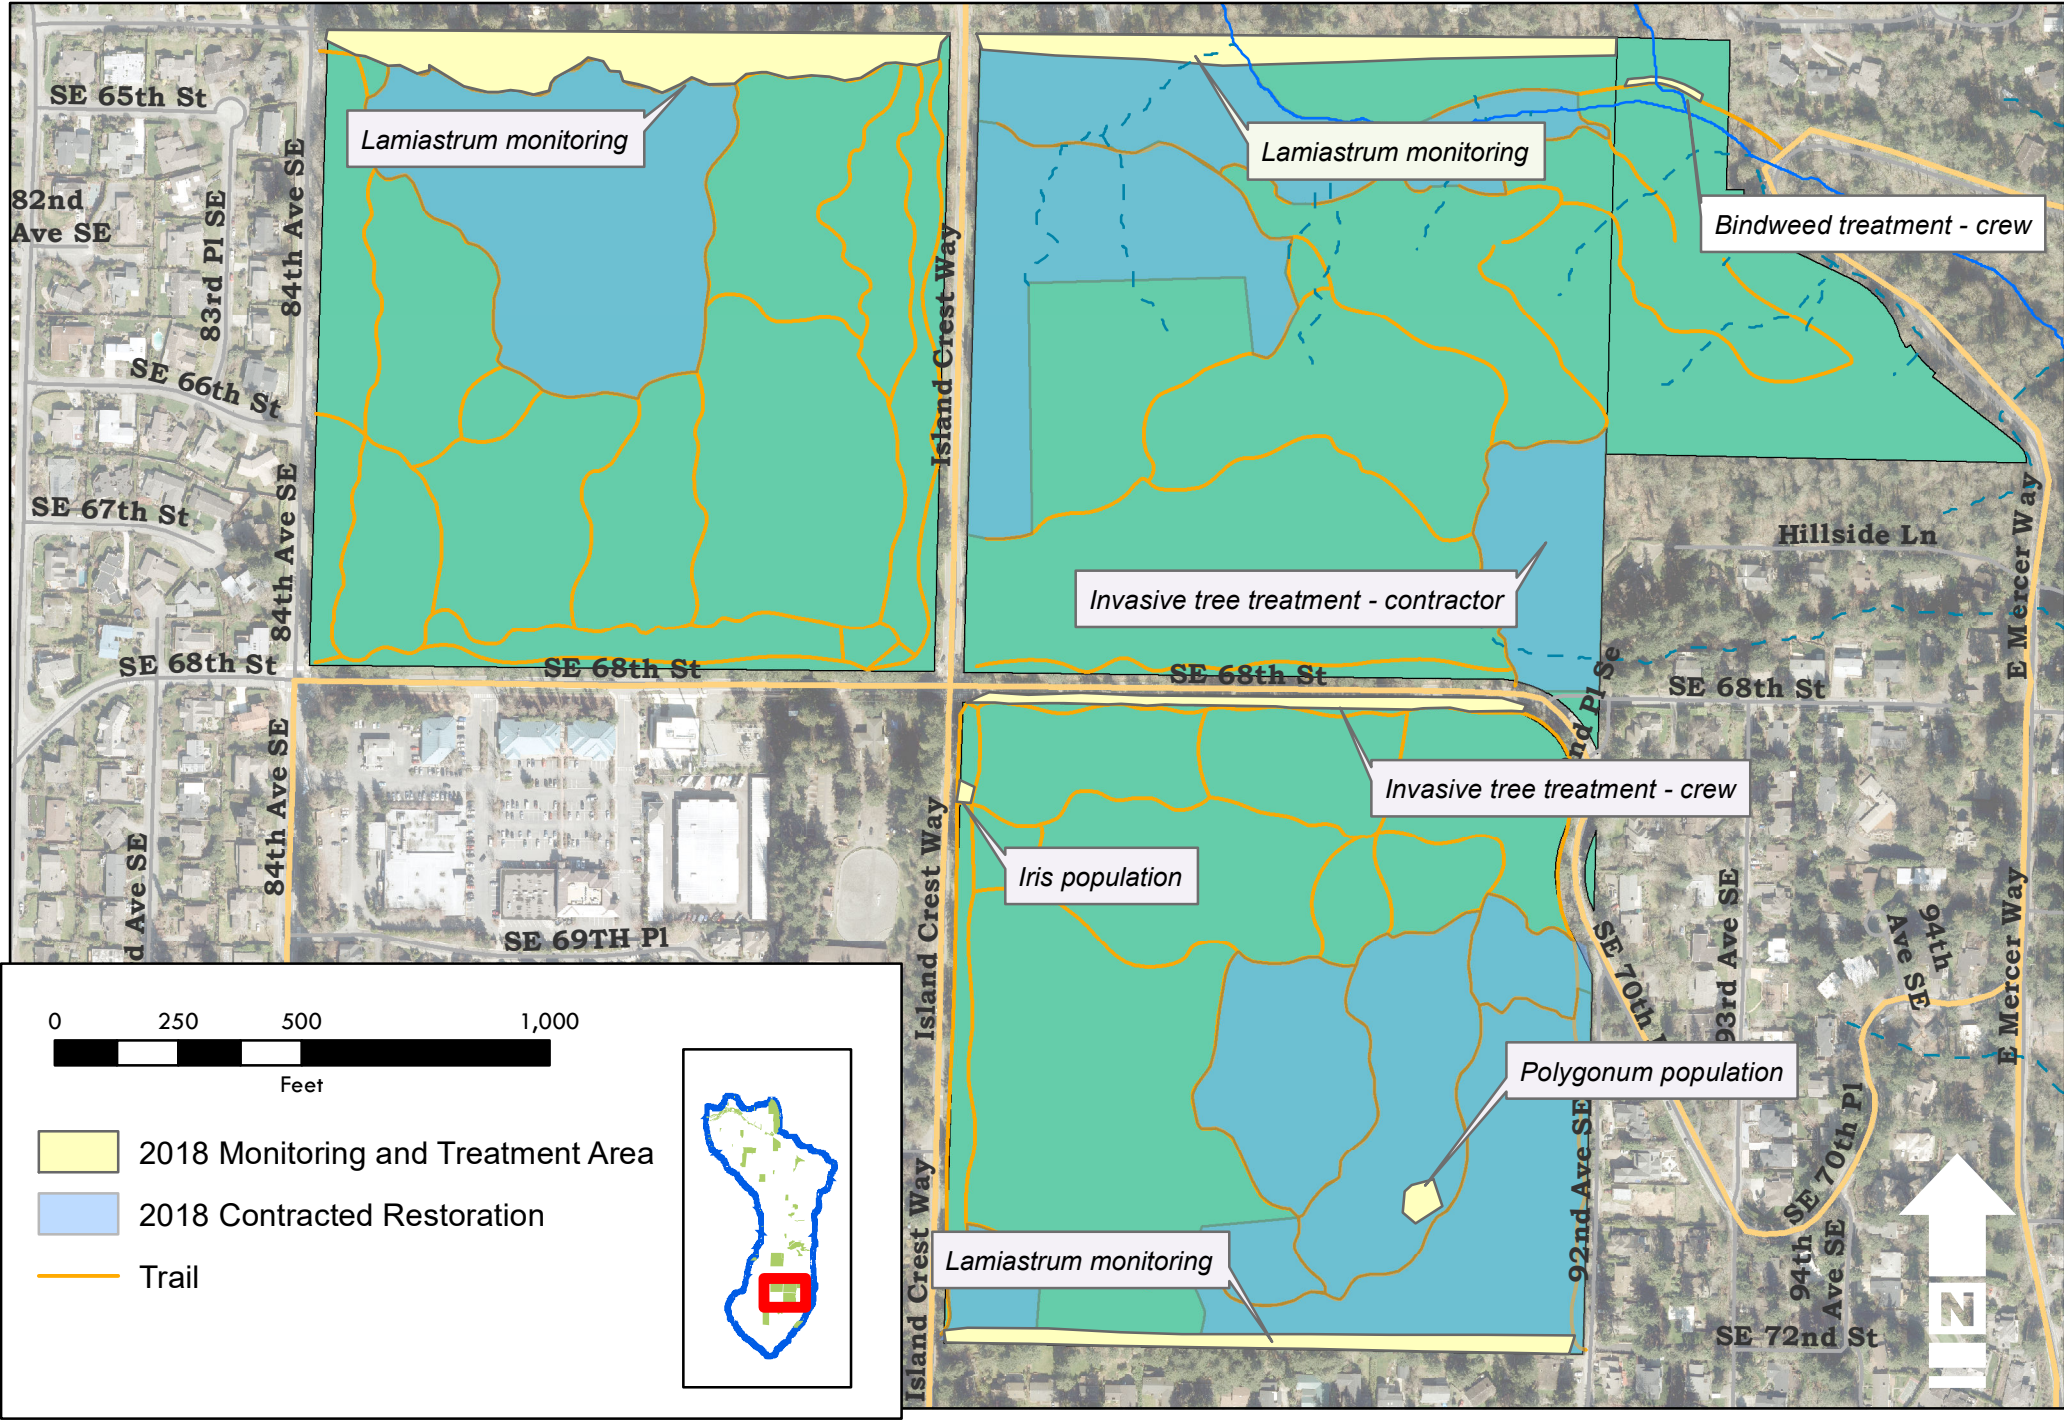 SE 65th St
84th Ave SE
82nd
Ave SE
83rd Pl SE
Lamiastrum monitoring
Lamiastrum monitoring
Bindweed treatment - crew
Island Crest Way
SE 66th St
84th Ave SE
SE 67th St
Hillside Ln
E Mercer Way
Invasive tree treatment - contractor
SE 68th St
SE 68th St
SE 68th St
SE 68th St
nd Pl Se
84th Ave SE
Invasive tree treatment - crew
Island Crest Way
Iris population
d Ave SE
SE 69TH Pl
SE 70th
93rd Ave SE
94th
Ave SE
E Mercer Way
Polygonum population
0 250 500 1,000
Feet
2018 Monitoring and Treatment Area
2018 Contracted Restoration
Trail
Island Crest Way
Lamiastrum monitoring
92nd Ave SE
SE 70th Pl
94th
Ave SE
SE 72nd St
N